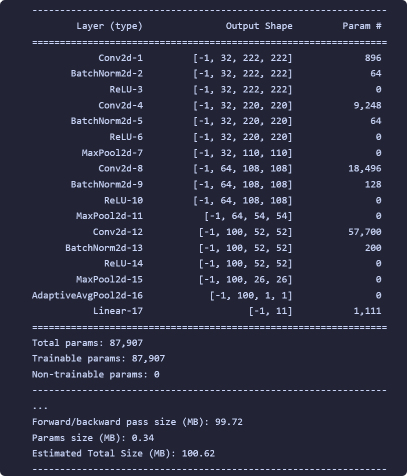 ----------------------------------------------------------------
Layer (type) Output Shape Param #
================================================================
Conv2d-1 [-1, 32, 222, 222] 896
BatchNorm2d-2 [-1, 32, 222, 222] 64
ReLU-3 [-1, 32, 222, 222] 0
Conv2d-4 [-1, 32, 220, 220] 9,248
BatchNorm2d-5 [-1, 32, 220, 220] 64
ReLU-6 [-1, 32, 220, 220] 0
MaxPool2d-7 [-1, 32, 110, 110] 0
Conv2d-8 [-1, 64, 108, 108] 18,496
BatchNorm2d-9 [-1, 64, 108, 108] 128
ReLU-10 [-1, 64, 108, 108] 0
MaxPool2d-11 [-1, 64, 54, 54] 0
Conv2d-12 [-1, 100, 52, 52] 57,700
BatchNorm2d-13 [-1, 100, 52, 52] 200
ReLU-14 [-1, 100, 52, 52] 0
MaxPool2d-15 [-1, 100, 26, 26] 0
AdaptiveAvgPool2d-16 [-1, 100, 1, 1] 0
Linear-17 [-1, 11] 1,111
================================================================
Total params: 87,907
Trainable params: 87,907
Non-trainable params: 0
----------------------------------------------------------------
...
Forward/backward pass size (MB): 99.72
Params size (MB): 0.34
Estimated Total Size (MB): 100.62
----------------------------------------------------------------